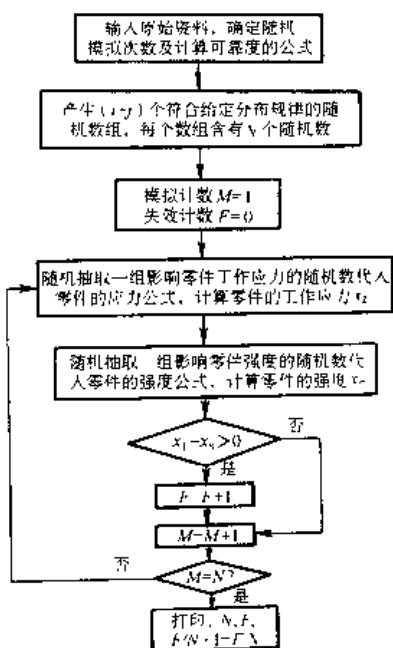 输入原始资料，确定随机
模拟次数及计算可靠度的公式
产生(i+j)个符合给定分布规律的随
机数组，每个数组含有N个随机数
模拟计数M=1
失效计数F=0
随机抽取一组影响零件工作应力的随机数代入
零件的应力公式，计算零件的工作应力
随机抽取一组影响零件强度的随机数代
入零件的强度公式，计算零件的强度
否
>0
是
F=F+1
M=M+1
否
M=N?
是
打印，N,F,